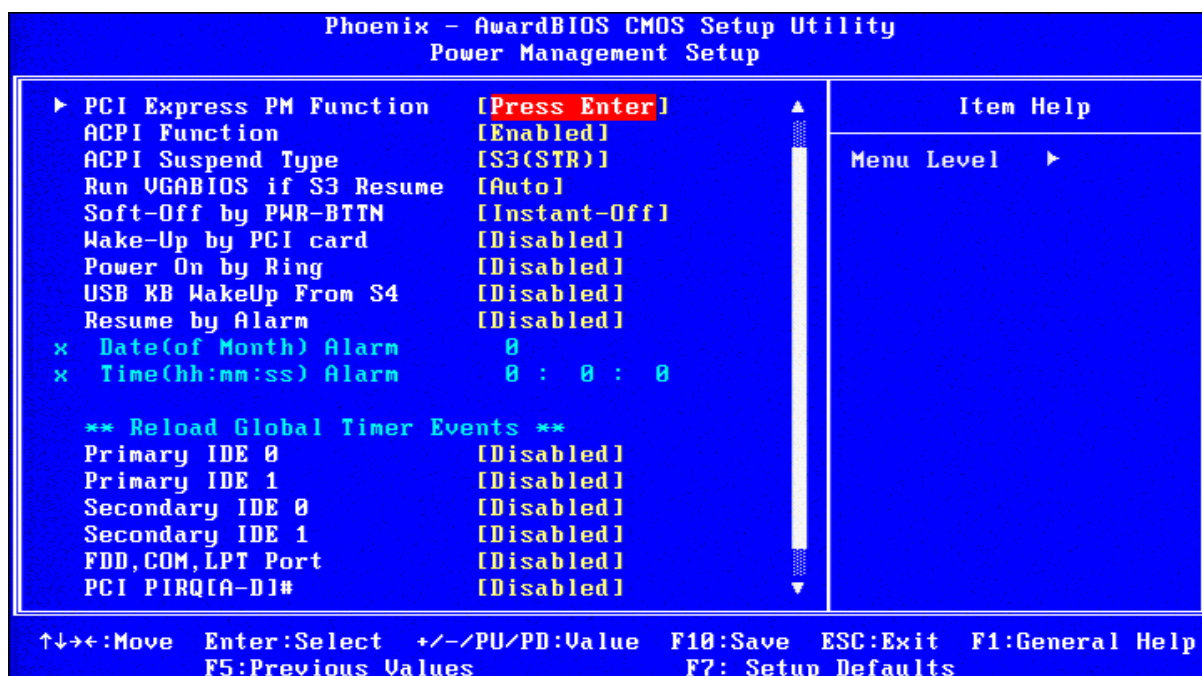 Phoenix - AwardBIOS CMOS Setup Utility
Power Management Setup
► PCI Express PM Function [Press Enter]
ACPI Function [Enabled]
ACPI Suspend Type [S3(STR)]
Run VGABIOS if S3 Resume [Auto]
Soft-Off by PWR-BTTN [Instant-Off]
Wake-Up by PCI card [Disabled]
Power On by Ring [Disabled]
USB KB WakeUp From S4 [Disabled]
Resume by Alarm [Disabled]
x Date(of Month) Alarm 0
x Time(hh:mm:ss) Alarm 0 : 0 : 0
** Reload Global Timer Events **
Primary IDE 0 [Disabled]
Primary IDE 1 [Disabled]
Secondary IDE 0 [Disabled]
Secondary IDE 1 [Disabled]
FDD,COM,LPT Port [Disabled]
PCI PIRQ[A-D]# [Disabled]
Item Help
Menu Level ►
↑↓→←:Move Enter:Select +/-/PU/PD:Value F10:Save ESC:Exit F1:General Help
F5:Previous Values F7: Setup Defaults